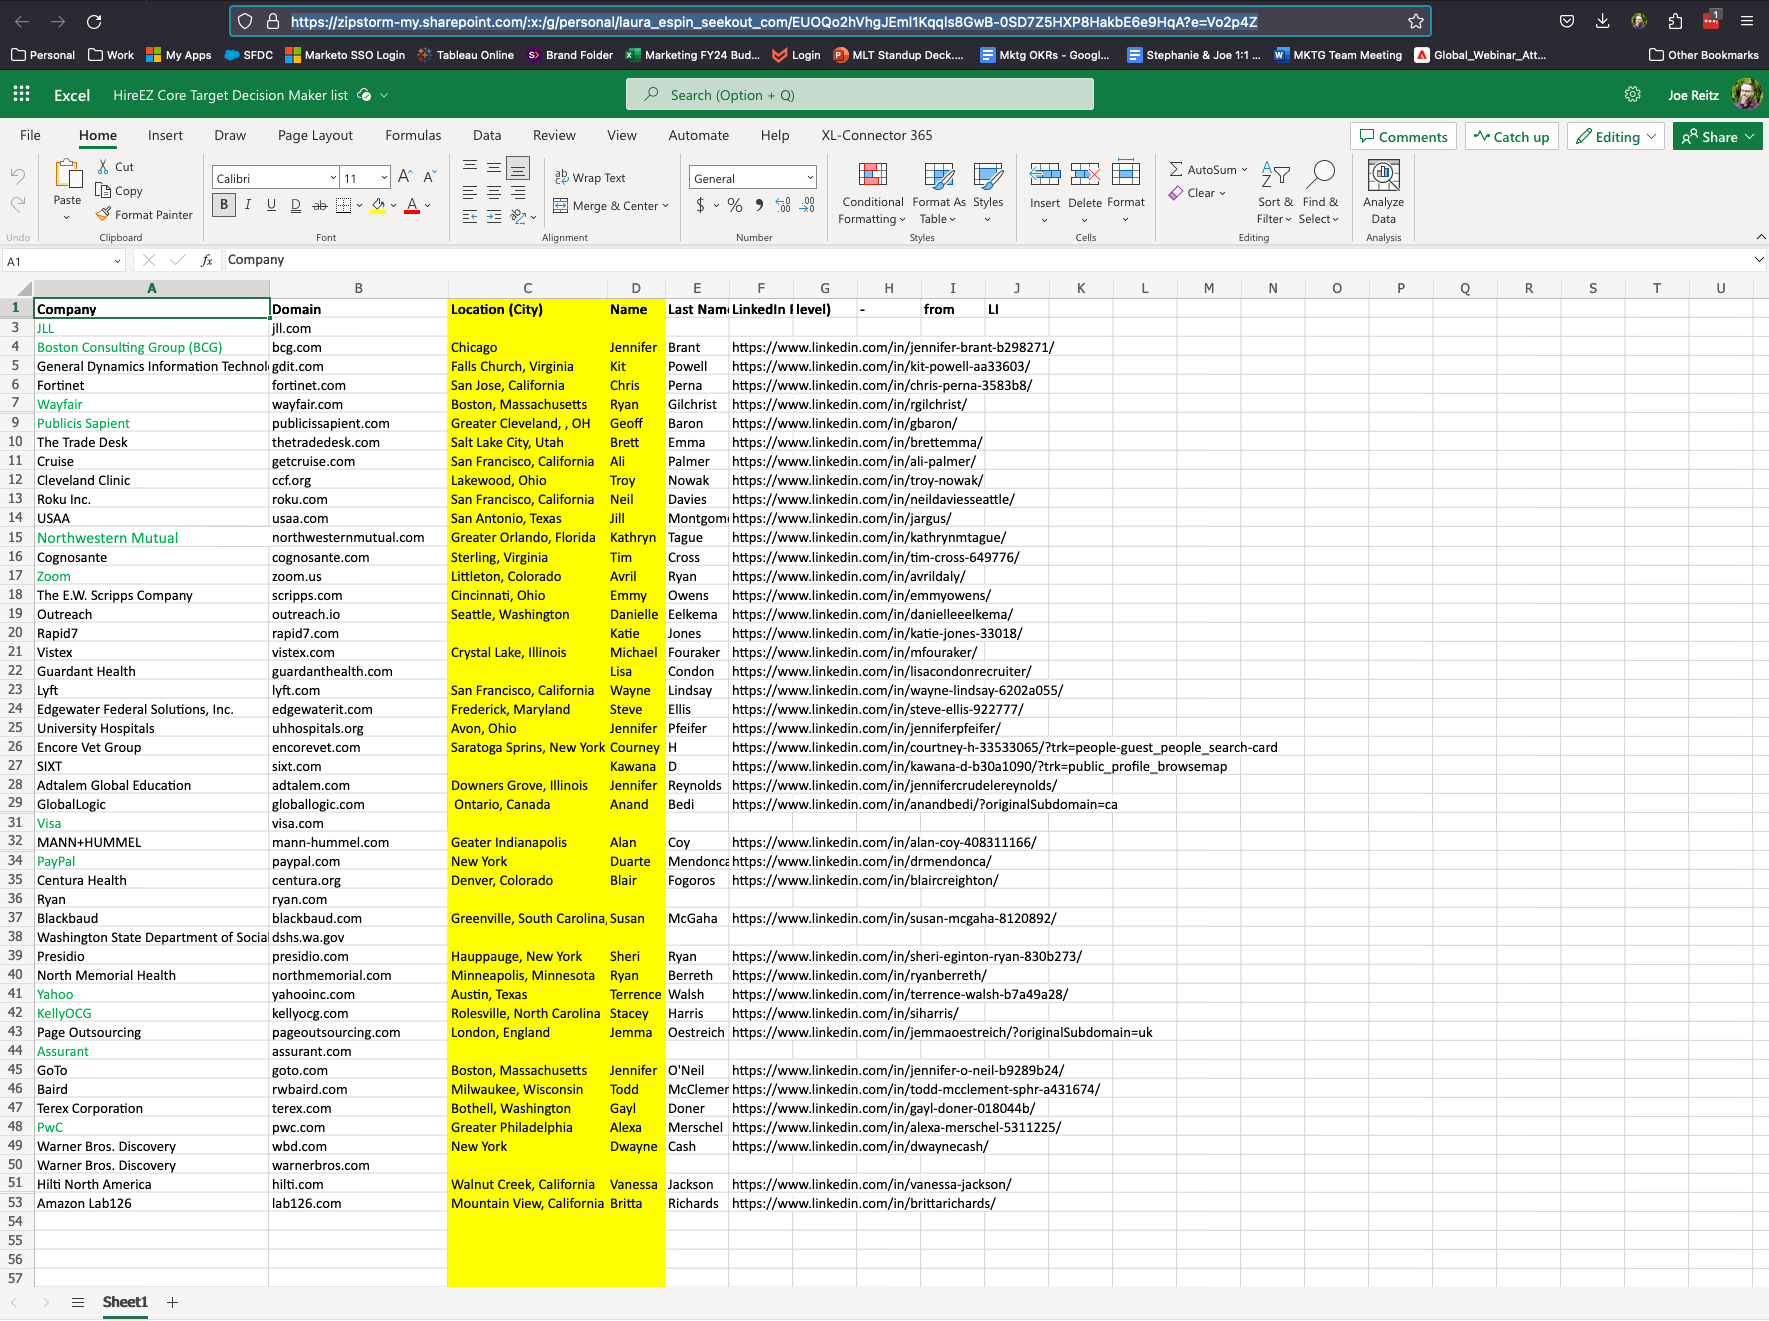 https://zipstorm-my.sharepoint.com/:x:/g/personal/laura_espin_seekout_com/EUOQo2hVhgJEml1Kqqls8GwB-0SD7Z5HXP8HakbE6e9HqA?e=Vo2p4Z
1
Personal Work My Apps SFDC Marketo SSO Login Tableau Online Brand Folder Marketing FY24 Bud... Login MLT Standup Deck.... Mktg OKRs - Googl... Stephanie & Joe 1:1 ... MKTG Team Meeting Global_Webinar_Att... Other Bookmarks
Excel HireEZ Core Target Decision Maker list Search (Option + Q) Joe Reitz
File Home Insert Draw Page Layout Formulas Data Review View Automate Help XL-Connector 365 Comments Catch up Editing Share
Cut
Copy
Paste
Format Painter
Undo Clipboard
Calibri 11
B I U D ab A
Font
Wrap Text
Merge & Center
Alignment
General
$ % 9 .00 .00
Number
Conditional Formatting Format As Table Styles
Styles
Insert Delete Format
Cells
AutoSum
Clear
Sort & Filter Find & Select
Editing
Analyze Data
Analysis
A1 fx Company
A B C D E F G H I J K L M N O P Q R S T U
1 Company Domain Location (City) Name Last Nam LinkedIn level) - from LI
3 JLL jll.com
4 Boston Consulting Group (BCG) bcg.com Chicago Jennifer Brant https://www.linkedin.com/in/jennifer-brant-b298271/
5 General Dynamics Information Technol gdit.com Falls Church, Virginia Kit Powell https://www.linkedin.com/in/kit-powell-aa33603/
6 Fortinet fortinet.com San Jose, California Chris Perna https://www.linkedin.com/in/chris-perna-3583b8/
7 Wayfair wayfair.com Boston, Massachusetts Ryan Gilchrist https://www.linkedin.com/in/rgilchrist/
9 Publicis Sapient publicissapient.com Greater Cleveland, , OH Geoff Baron https://www.linkedin.com/in/gbaron/
10 The Trade Desk thetradedesk.com Salt Lake City, Utah Brett Emma https://www.linkedin.com/in/brettemma/
11 Cruise getcruise.com San Francisco, California Ali Palmer https://www.linkedin.com/in/ali-palmer/
12 Cleveland Clinic ccf.org Lakewood, Ohio Troy Nowak https://www.linkedin.com/in/troy-nowak/
13 Roku Inc. roku.com San Francisco, California Neil Davies https://www.linkedin.com/in/neildaviesseattle/
14 USAA usaa.com San Antonio, Texas Jill Montgom https://www.linkedin.com/in/jargus/
15 Northwestern Mutual northwesternmutual.com Greater Orlando, Florida Kathryn Tague https://www.linkedin.com/in/kathrynmtague/
16 Cognosante cognosante.com Sterling, Virginia Tim Cross https://www.linkedin.com/in/tim-cross-649776/
17 Zoom zoom.us Littleton, Colorado Avril Ryan https://www.linkedin.com/in/avrildaly/
18 The E.W. Scripps Company scripps.com Cincinnati, Ohio Emmy Owens https://www.linkedin.com/in/emmyowens/
19 Outreach outreach.io Seattle, Washington Danielle Eelkema https://www.linkedin.com/in/danielleeelkema/
20 Rapid7 rapid7.com Katie Jones https://www.linkedin.com/in/katie-jones-33018/
21 Vistex vistex.com Crystal Lake, Illinois Michael Fouraker https://www.linkedin.com/in/mfouraker/
22 Guardant Health guardanthealth.com Lisa Condon https://www.linkedin.com/in/lisacondonrecruiter/
23 Lyft lyft.com San Francisco, California Wayne Lindsay https://www.linkedin.com/in/wayne-lindsay-6202a055/
24 Edgewater Federal Solutions, Inc. edgewaterit.com Frederick, Maryland Steve Ellis https://www.linkedin.com/in/steve-ellis-922777/
25 University Hospitals uhhospitals.org Avon, Ohio Jennifer Pfeifer https://www.linkedin.com/in/jenniferpfeifer/
26 Encore Vet Group encorevet.com Saratoga Sprins, New York Courney H https://www.linkedin.com/in/courtney-h-33533065/?trk=people-guest_people_search-card
27 SIXT sixt.com Kawana D https://www.linkedin.com/in/kawana-d-b30a1090/?trk=public_profile_browsemap
28 Adtalem Global Education adtalem.com Downers Grove, Illinois Jennifer Reynolds https://www.linkedin.com/in/jennifercrudelereynolds/
29 GlobalLogic globallogic.com Ontario, Canada Anand Bedi https://www.linkedin.com/in/anandbedi/?originalSubdomain=ca
31 Visa visa.com
32 MANN+HUMMEL mann-hummel.com Geater Indianapolis Alan Coy https://www.linkedin.com/in/alan-coy-408311166/
34 PayPal paypal.com New York Duarte Mendonca https://www.linkedin.com/in/drmendonca/
35 Centura Health centura.org Denver, Colorado Blair Fogoros https://www.linkedin.com/in/blaircreighton/
36 Ryan ryan.com
37 Blackbaud blackbaud.com Greenville, South Carolina, Susan McGaha https://www.linkedin.com/in/susan-mcgaha-8120892/
38 Washington State Department of Social dshs.wa.gov
39 Presidio presidio.com Hauppauge, New York Sheri Ryan https://www.linkedin.com/in/sheri-eginton-ryan-830b273/
40 North Memorial Health northmemorial.com Minneapolis, Minnesota Ryan Berreth https://www.linkedin.com/in/ryanberreth/
41 Yahoo yahooinc.com Austin, Texas Terrence Walsh https://www.linkedin.com/in/terrence-walsh-b7a49a28/
42 KellyOCG kellyocg.com Rolesville, North Carolina Stacey Harris https://www.linkedin.com/in/siharris/
43 Page Outsourcing pageoutsourcing.com London, England Jemma Oestreich https://www.linkedin.com/in/jemmaoestreich/?originalSubdomain=uk
44 Assurant assurant.com
45 GoTo goto.com Boston, Massachusetts Jennifer O'Neil https://www.linkedin.com/in/jennifer-o-neil-b9289b24/
46 Baird rwbaird.com Milwaukee, Wisconsin Todd McClemen https://www.linkedin.com/in/todd-mcclement-sphr-a431674/
47 Terex Corporation terex.com Bothell, Washington Gayl Doner https://www.linkedin.com/in/gayl-doner-018044b/
48 PwC pwc.com Greater Philadelphia Alexa Merschel https://www.linkedin.com/in/alexa-merschel-5311225/
49 Warner Bros. Discovery wbd.com New York Dwayne Cash https://www.linkedin.com/in/dwaynecash/
50 Warner Bros. Discovery warnerbros.com
51 Hilti North America hilti.com Walnut Creek, California Vanessa Jackson https://www.linkedin.com/in/vanessa-jackson/
53 Amazon Lab126 lab126.com Mountain View, California Britta Richards https://www.linkedin.com/in/brittarichards/
54
55
56
57
Sheet1